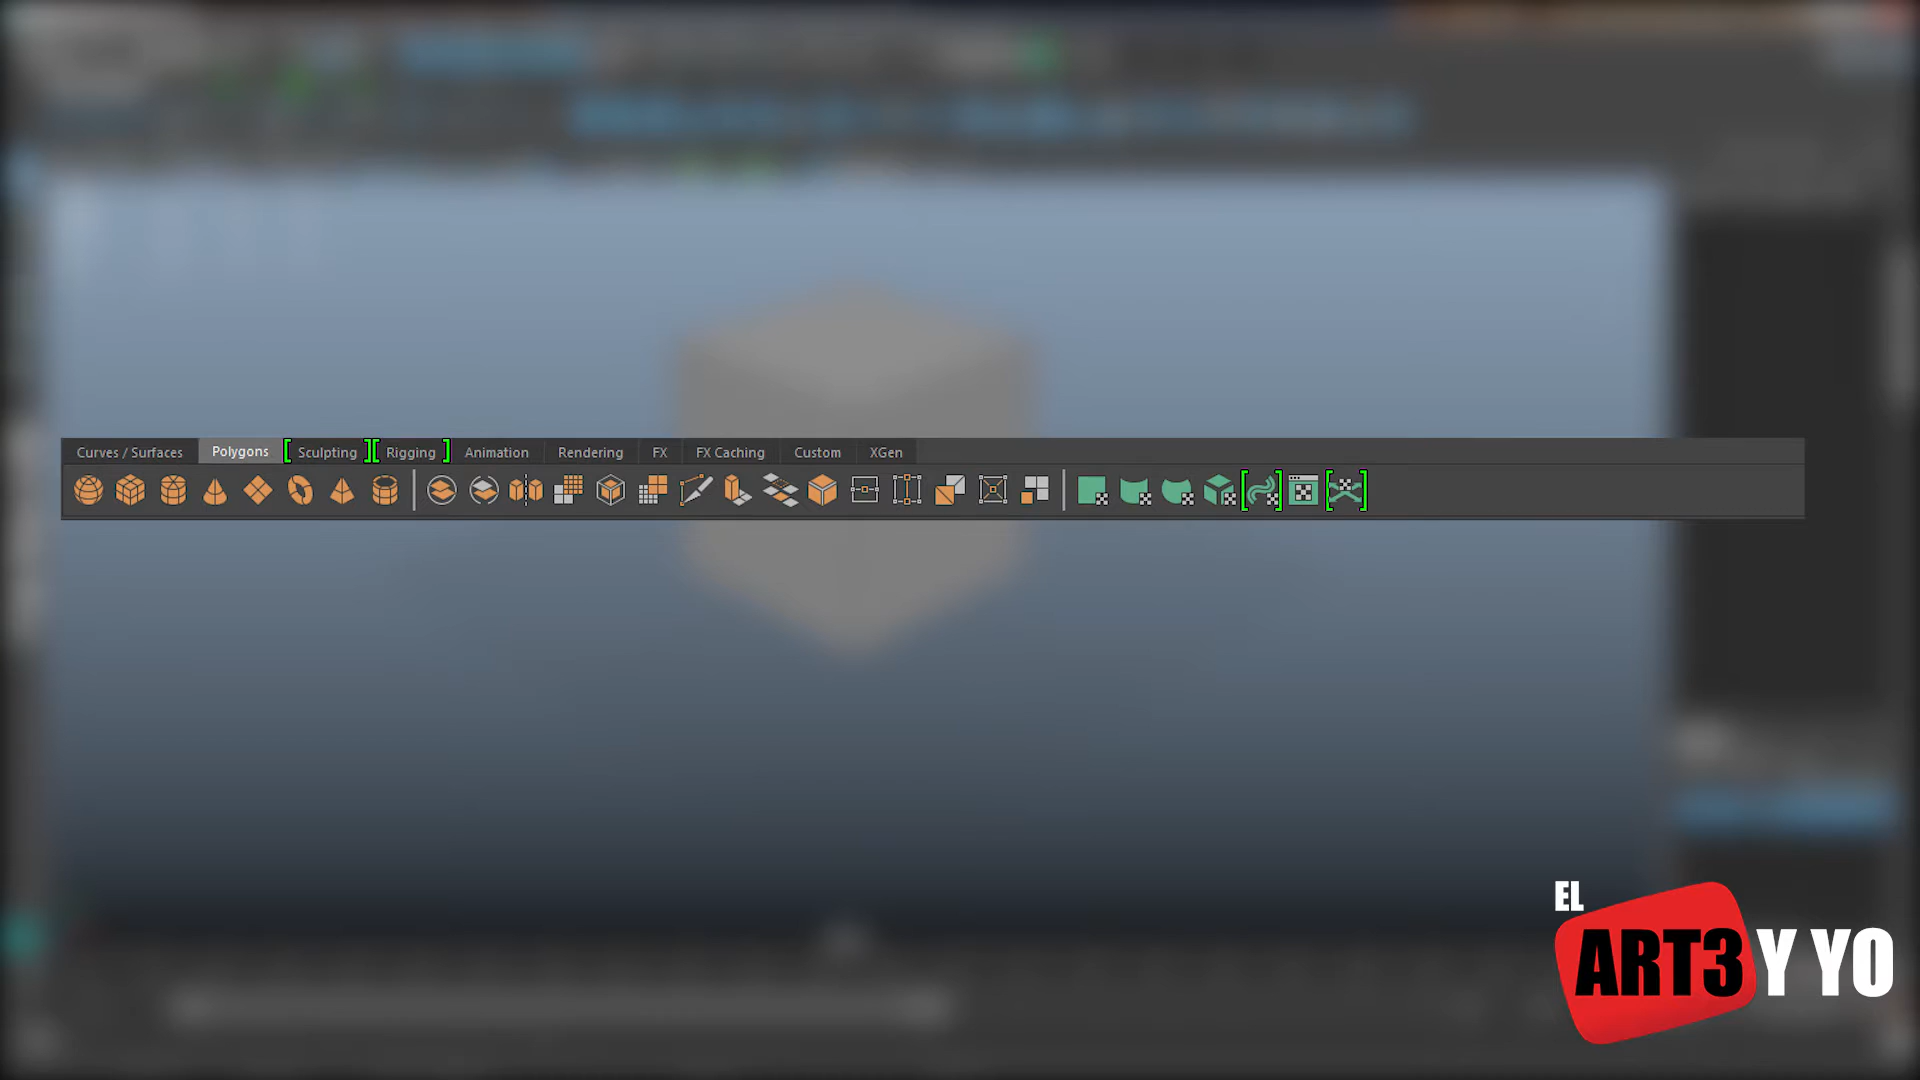 Curves / Surfaces Polygons Sculpting Rigging Animation Rendering FX FX Caching Custom XGen
EL
ART3 Y YO